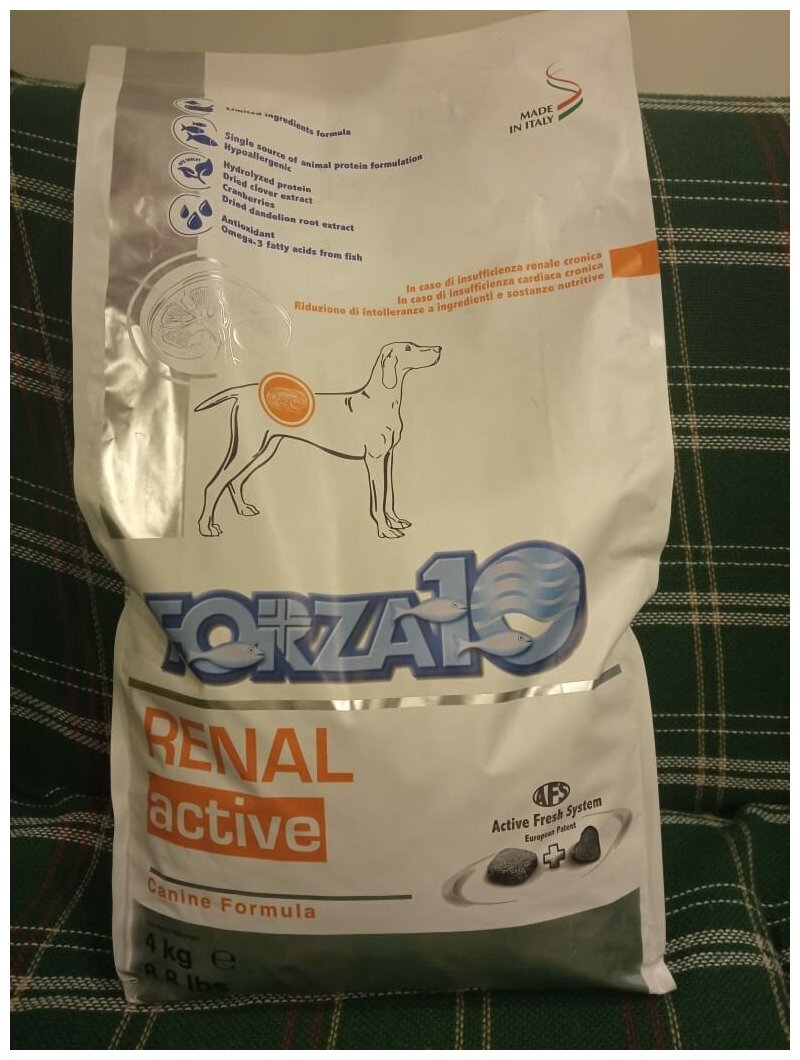 Limited ingredients formula
Single source of animal protein formulation
Hypoallergenic
Hydrolyzed protein
Dried clover extract
Cranberries
Dried dandelion root extract
Antioxidant
Omega-3 fatty acids from fish
MADE
IN ITALY
In caso di insufficienza renale cronica
In caso di insufficienza cardiaca cronica
Riduzione di intolleranze a ingredienti e sostanze nutritive
FORZA10
RENAL
active
Canine Formula
AFS
Active Fresh System
European Patent
4 kg e
8.8 lbs